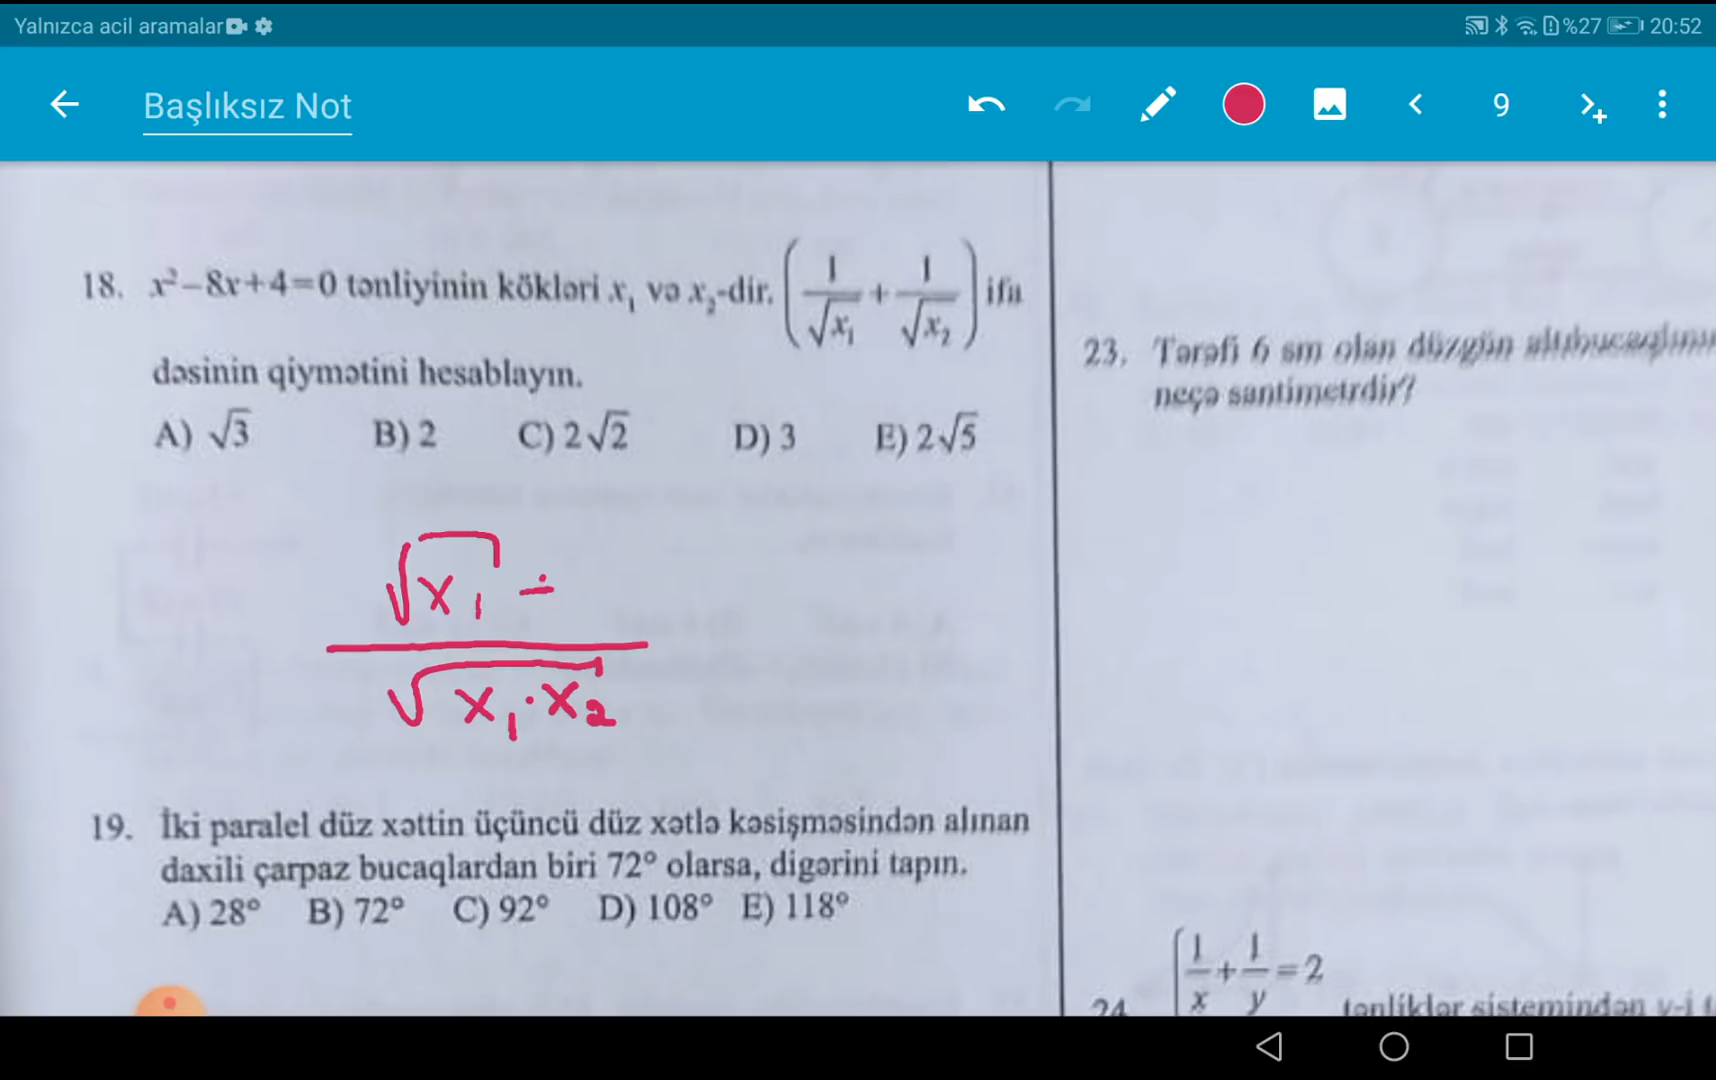 Yalnızca acil aramalar
%27 20:52
Başlıksız Not
9
18. x²-8x+4=0 tənliyinin kökləri x₁ və x₂-dir. (1/√x₁ + 1/√x₂) ifa
dəsinin qiymətini hesablayın.
A) √3 B) 2 C) 2√2 D) 3 E) 2√5
√x₁ ÷
√x₁·x₂
19. İki paralel düz xəttin üçüncü düz xətlə kəsişməsindən alınan
daxili çarpaz bucaqlardan biri 72° olarsa, digərini tapın.
A) 28° B) 72° C) 92° D) 108° E) 118°
23. Tərəfi 6 sm olan düzgün altıbucaqlının
neçə santimetrdir?
24. 1/x + 1/y = 2 tənliklər sistemindən y-i t